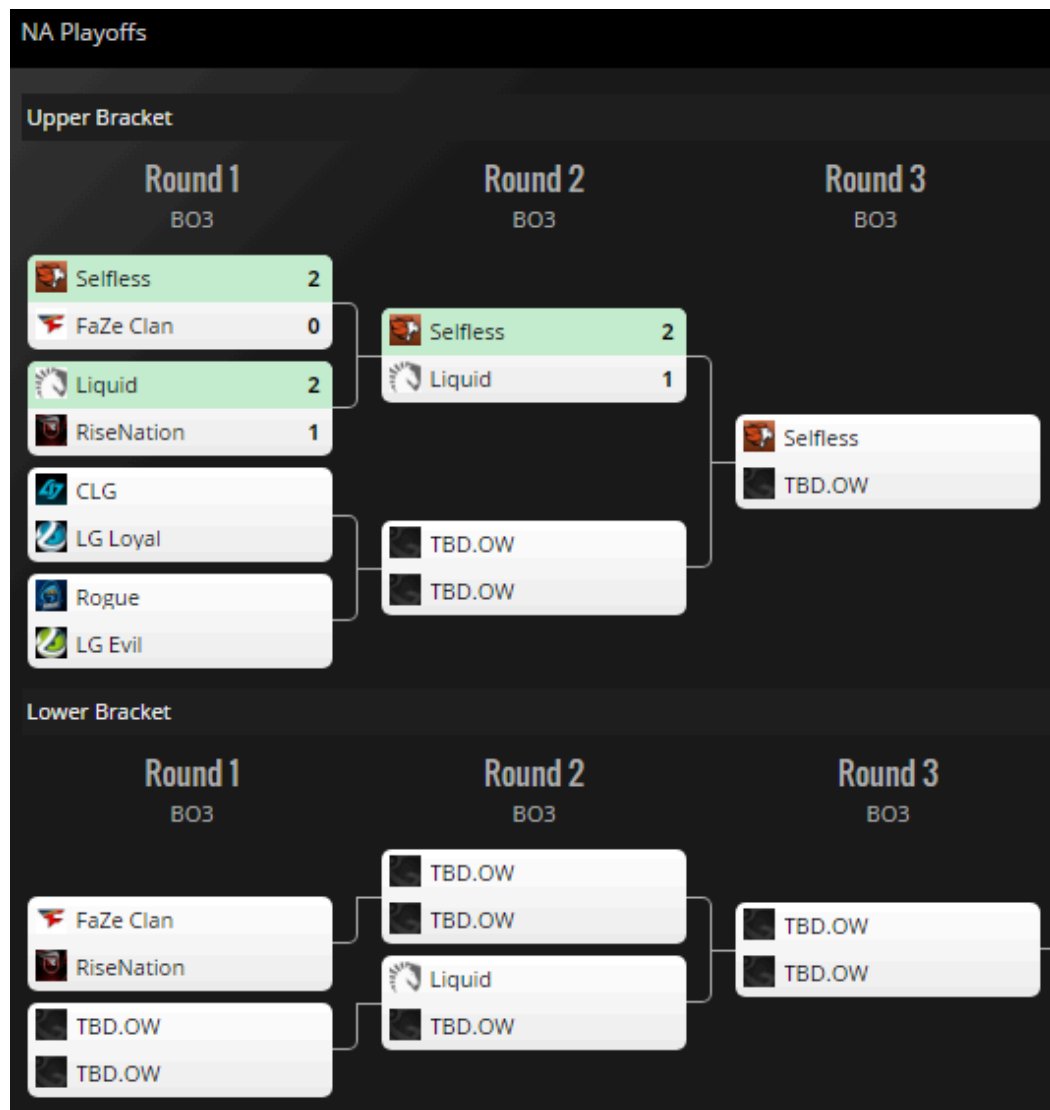 NA Playoffs
Upper Bracket
Round 1
BO3
Round 2
BO3
Round 3
BO3
Selfless 2
FaZe Clan 0
Liquid 2
RiseNation 1
CLG
LG Loyal
Rogue
LG Evil
Selfless 2
Liquid 1
TBD.OW
TBD.OW
Selfless
TBD.OW
Lower Bracket
Round 1
BO3
Round 2
BO3
Round 3
BO3
FaZe Clan
RiseNation
TBD.OW
TBD.OW
TBD.OW
TBD.OW
Liquid
TBD.OW
TBD.OW
TBD.OW